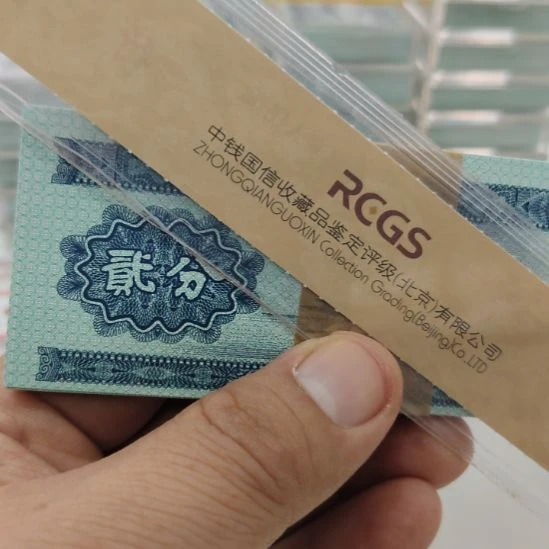 RCGS
中钱国信收藏品鉴定评级(北京)有限公司
ZHONGQIANGUOXIN Collection Grading(Beijing)Co.LTD
贰分